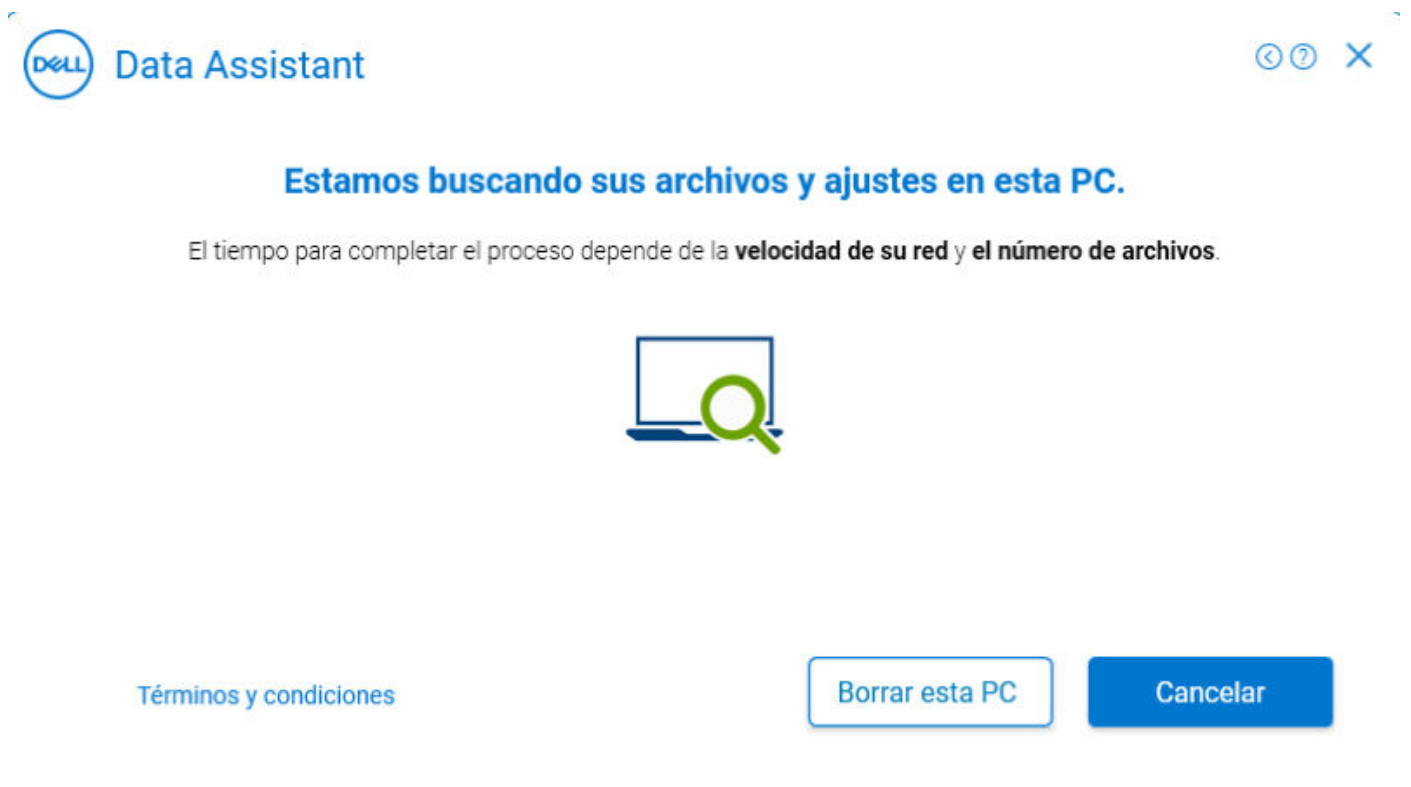 DELL Data Assistant
Estamos buscando sus archivos y ajustes en esta PC.
El tiempo para completar el proceso depende de la velocidad de su red y el número de archivos.
Términos y condiciones
Borrar esta PC
Cancelar